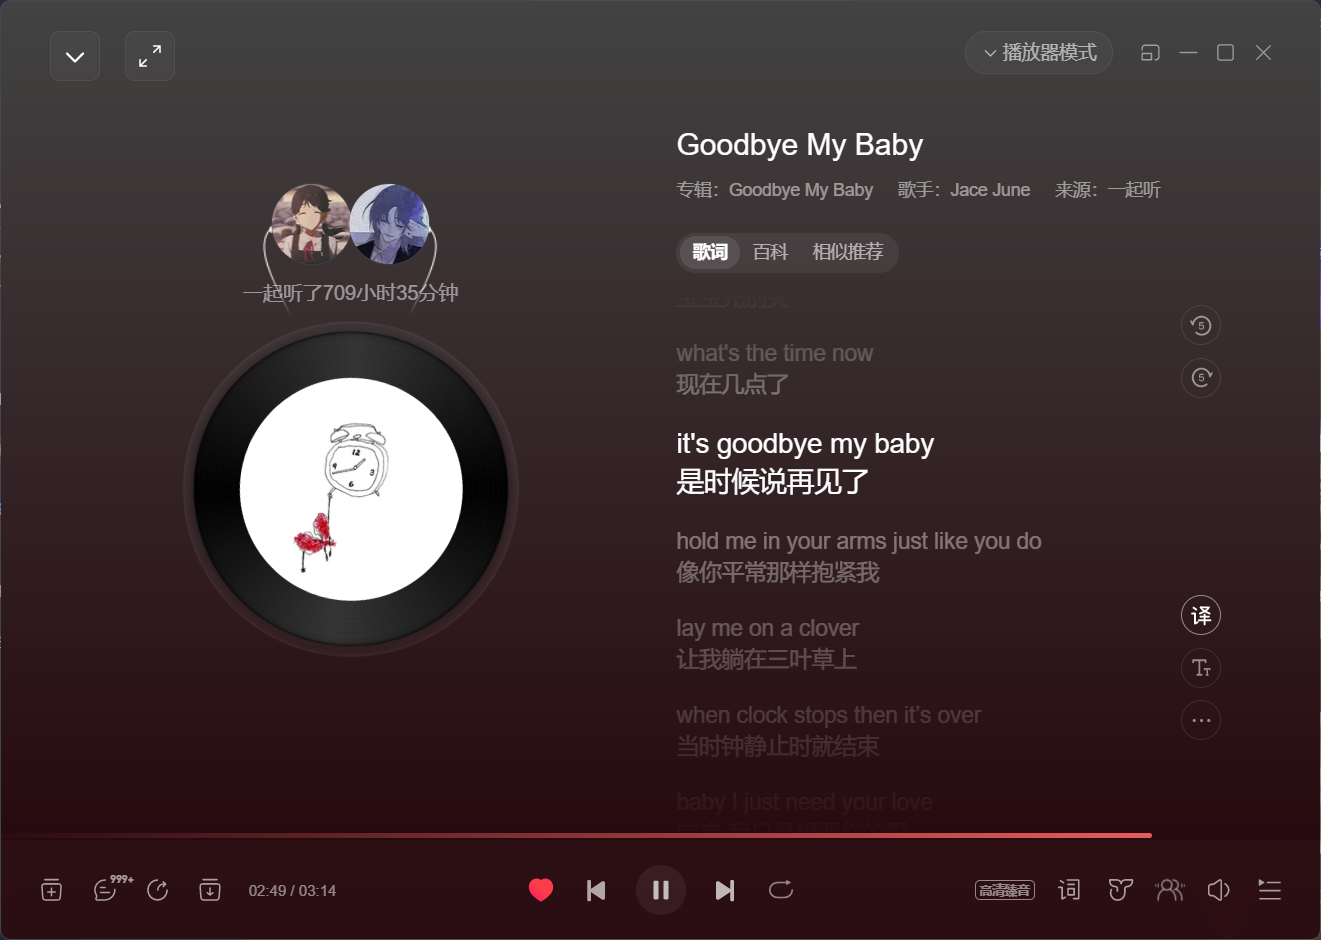 播放器模式
Goodbye My Baby
专辑：Goodbye My Baby 歌手：Jace June 来源：一起听
歌词 百科 相似推荐
一起听了709小时35分钟
12
9
3
6
5
what's the time now
现在几点了
5
it's goodbye my baby
是时候说再见了
hold me in your arms just like you do
像你平常那样抱紧我
lay me on a clover
让我躺在三叶草上
译
TT
when clock stops then it's over
当时钟静止时就结束
baby I just need your love
999+
02:49 / 03:14
高清臻音
词